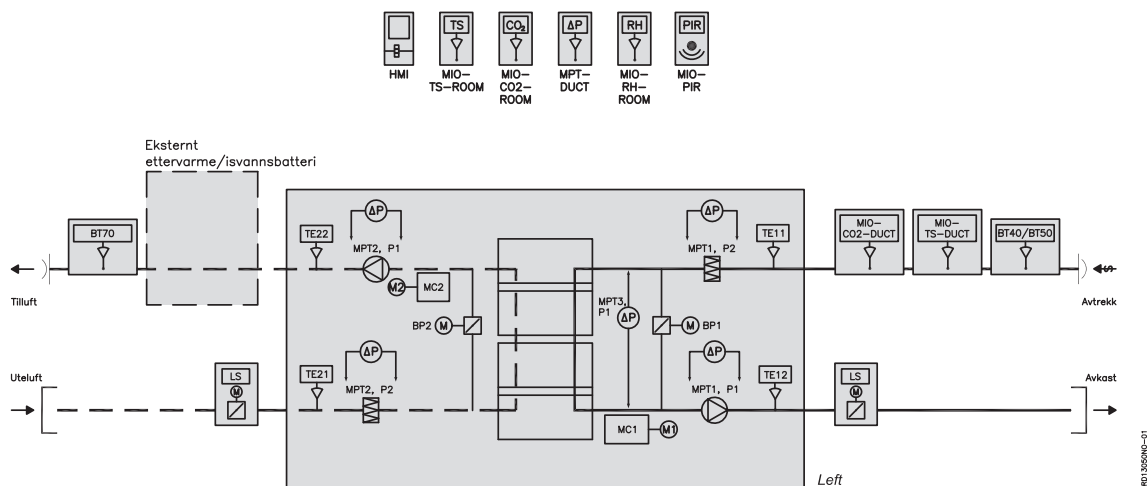 TS
CO₂
ΔP
RH
PIR
HMI
MIO–
TS–ROOM
MIO–
CO2–
ROOM
MPT–
DUCT
MIO–
RH–
ROOM
MIO–
PIR
Eksternt
ettervarme/isvannsbatteri
BT70
TE22
ΔP
MPT2, P1
M2
MC2
ΔP
MPT1, P2
TE11
MIO–
CO2–DUCT
MIO–
TS–DUCT
BT40/BT50
Tilluft
Avtrekk
BP2
M
MPT3,
P1
ΔP
M
BP1
Uteluft
LS
M
TE21
ΔP
MPT2, P2
ΔP
MPT1, P1
TE12
LS
M
Avkast
MC1
M1
Left
RD13050NO–01